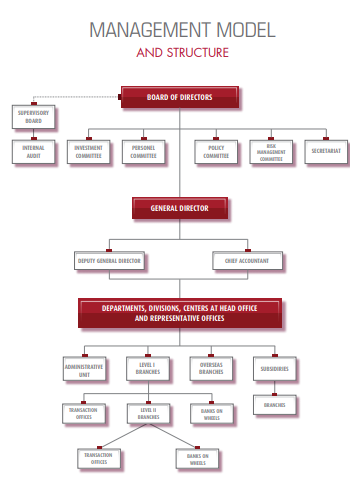 MANAGEMENT MODEL
AND STRUCTURE
BOARD OF DIRECTORS
SUPERVISORY
BOARD
INTERNAL
AUDIT
INVESTMENT
COMMITTEE
PERSONEL
COMMITTEE
POLICY
COMMITTEE
RISK
MANAGEMENT
COMMITTEE
SECRETARIAT
GENERAL DIRECTOR
DEPUTY GENERAL DIRECTOR
CHIEF ACCOUNTANT
DEPARTMENTS, DIVISIONS, CENTERS AT HEAD OFFICE
AND REPRESENTATIVE OFFICES
ADMINISTRATIVE
UNIT
LEVEL I
BRANCHES
OVERSEAS
BRANCHES
SUBSIDIRIES
TRANSACTION
OFFICES
LEVEL II
BRANCHES
BANKS ON
WHEELS
BRANCHES
TRANSACTION
OFFICES
BANKS ON
WHEELS